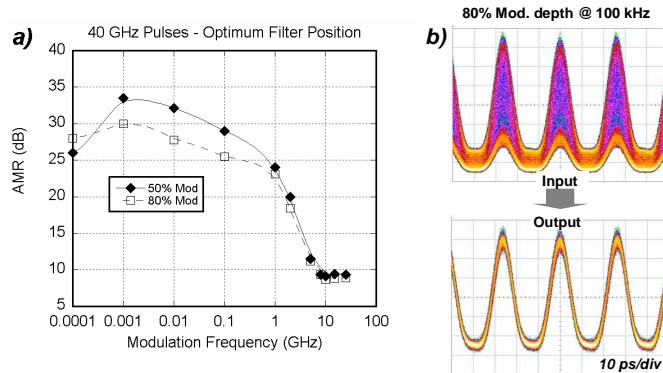 a)
40 GHz Pulses - Optimum Filter Position
40
35
30
25
20
15
10
5
AMR (dB)
50% Mod
80% Mod
0.0001 0.001 0.01 0.1 1 10 100
Modulation Frequency (GHz)
b)
80% Mod. depth @ 100 kHz
Input
Output
10 ps/div